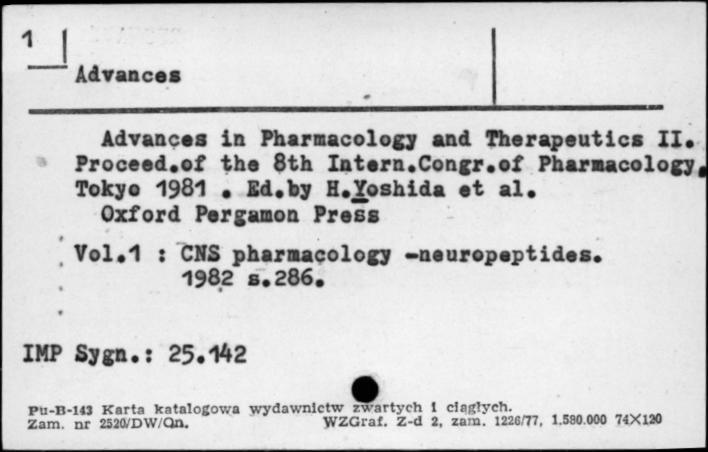 1
Advances
Advances in Pharmacology and Therapeutics II.
Proceed.of the 8th Intern.Congr.of Pharmacology,
Tokyo 1981 . Ed.by H.Yoshida et al.
Oxford Pergamon Press
Vol.1 : CNS pharmacology -neuropeptides.
1982 s.286.
IMP Sygn.: 25.142
Pu-B-143 Karta katalogowa wydawnictw zwartych i ciągłych.
Zam. nr 2520/DW/Qn. WZGraf. Z-d 2, zam. 1226/77, 1.580.000 74X120